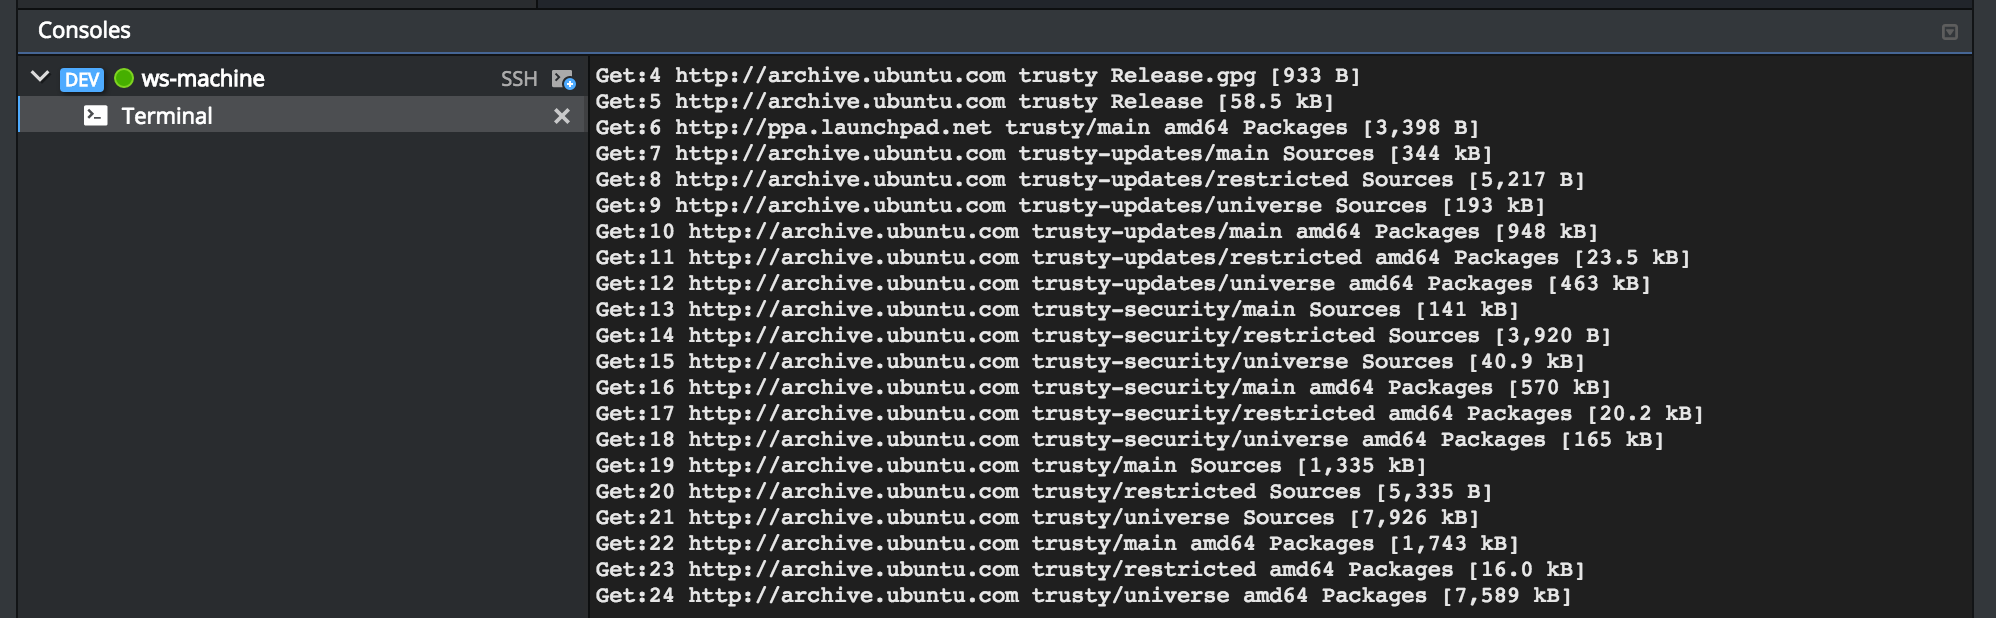 Consoles
DEV ws-machine SSH
Terminal
Get:4 http://archive.ubuntu.com trusty Release.gpg [933 B]
Get:5 http://archive.ubuntu.com trusty Release [58.5 kB]
Get:6 http://ppa.launchpad.net trusty/main amd64 Packages [3,398 B]
Get:7 http://archive.ubuntu.com trusty-updates/main Sources [344 kB]
Get:8 http://archive.ubuntu.com trusty-updates/restricted Sources [5,217 B]
Get:9 http://archive.ubuntu.com trusty-updates/universe Sources [193 kB]
Get:10 http://archive.ubuntu.com trusty-updates/main amd64 Packages [948 kB]
Get:11 http://archive.ubuntu.com trusty-updates/restricted amd64 Packages [23.5 kB]
Get:12 http://archive.ubuntu.com trusty-updates/universe amd64 Packages [463 kB]
Get:13 http://archive.ubuntu.com trusty-security/main Sources [141 kB]
Get:14 http://archive.ubuntu.com trusty-security/restricted Sources [3,920 B]
Get:15 http://archive.ubuntu.com trusty-security/universe Sources [40.9 kB]
Get:16 http://archive.ubuntu.com trusty-security/main amd64 Packages [570 kB]
Get:17 http://archive.ubuntu.com trusty-security/restricted amd64 Packages [20.2 kB]
Get:18 http://archive.ubuntu.com trusty-security/universe amd64 Packages [165 kB]
Get:19 http://archive.ubuntu.com trusty/main Sources [1,335 kB]
Get:20 http://archive.ubuntu.com trusty/restricted Sources [5,335 B]
Get:21 http://archive.ubuntu.com trusty/universe Sources [7,926 kB]
Get:22 http://archive.ubuntu.com trusty/main amd64 Packages [1,743 kB]
Get:23 http://archive.ubuntu.com trusty/restricted amd64 Packages [16.0 kB]
Get:24 http://archive.ubuntu.com trusty/universe amd64 Packages [7,589 kB]